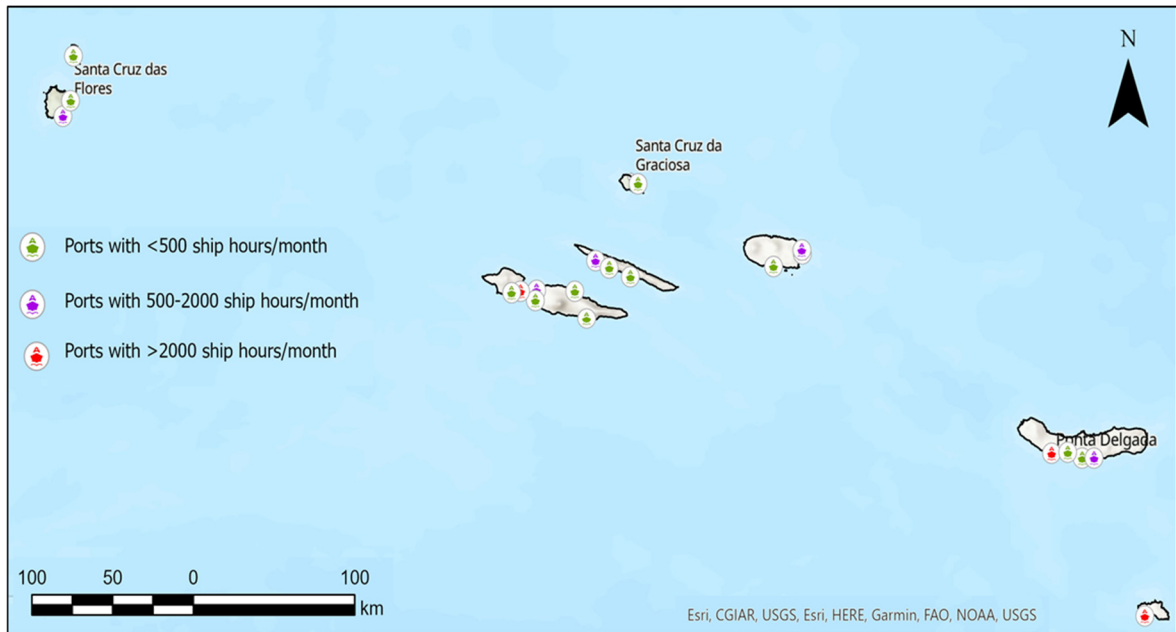 N
Santa Cruz das
Flores
Santa Cruz da
Graciosa
Ports with <500 ship hours/month
Ports with 500-2000 ship hours/month
Ports with >2000 ship hours/month
Ponta Delgada
100 50 0 100
km
Esri, CGIAR, USGS, Esri, HERE, Garmin, FAO, NOAA, USGS